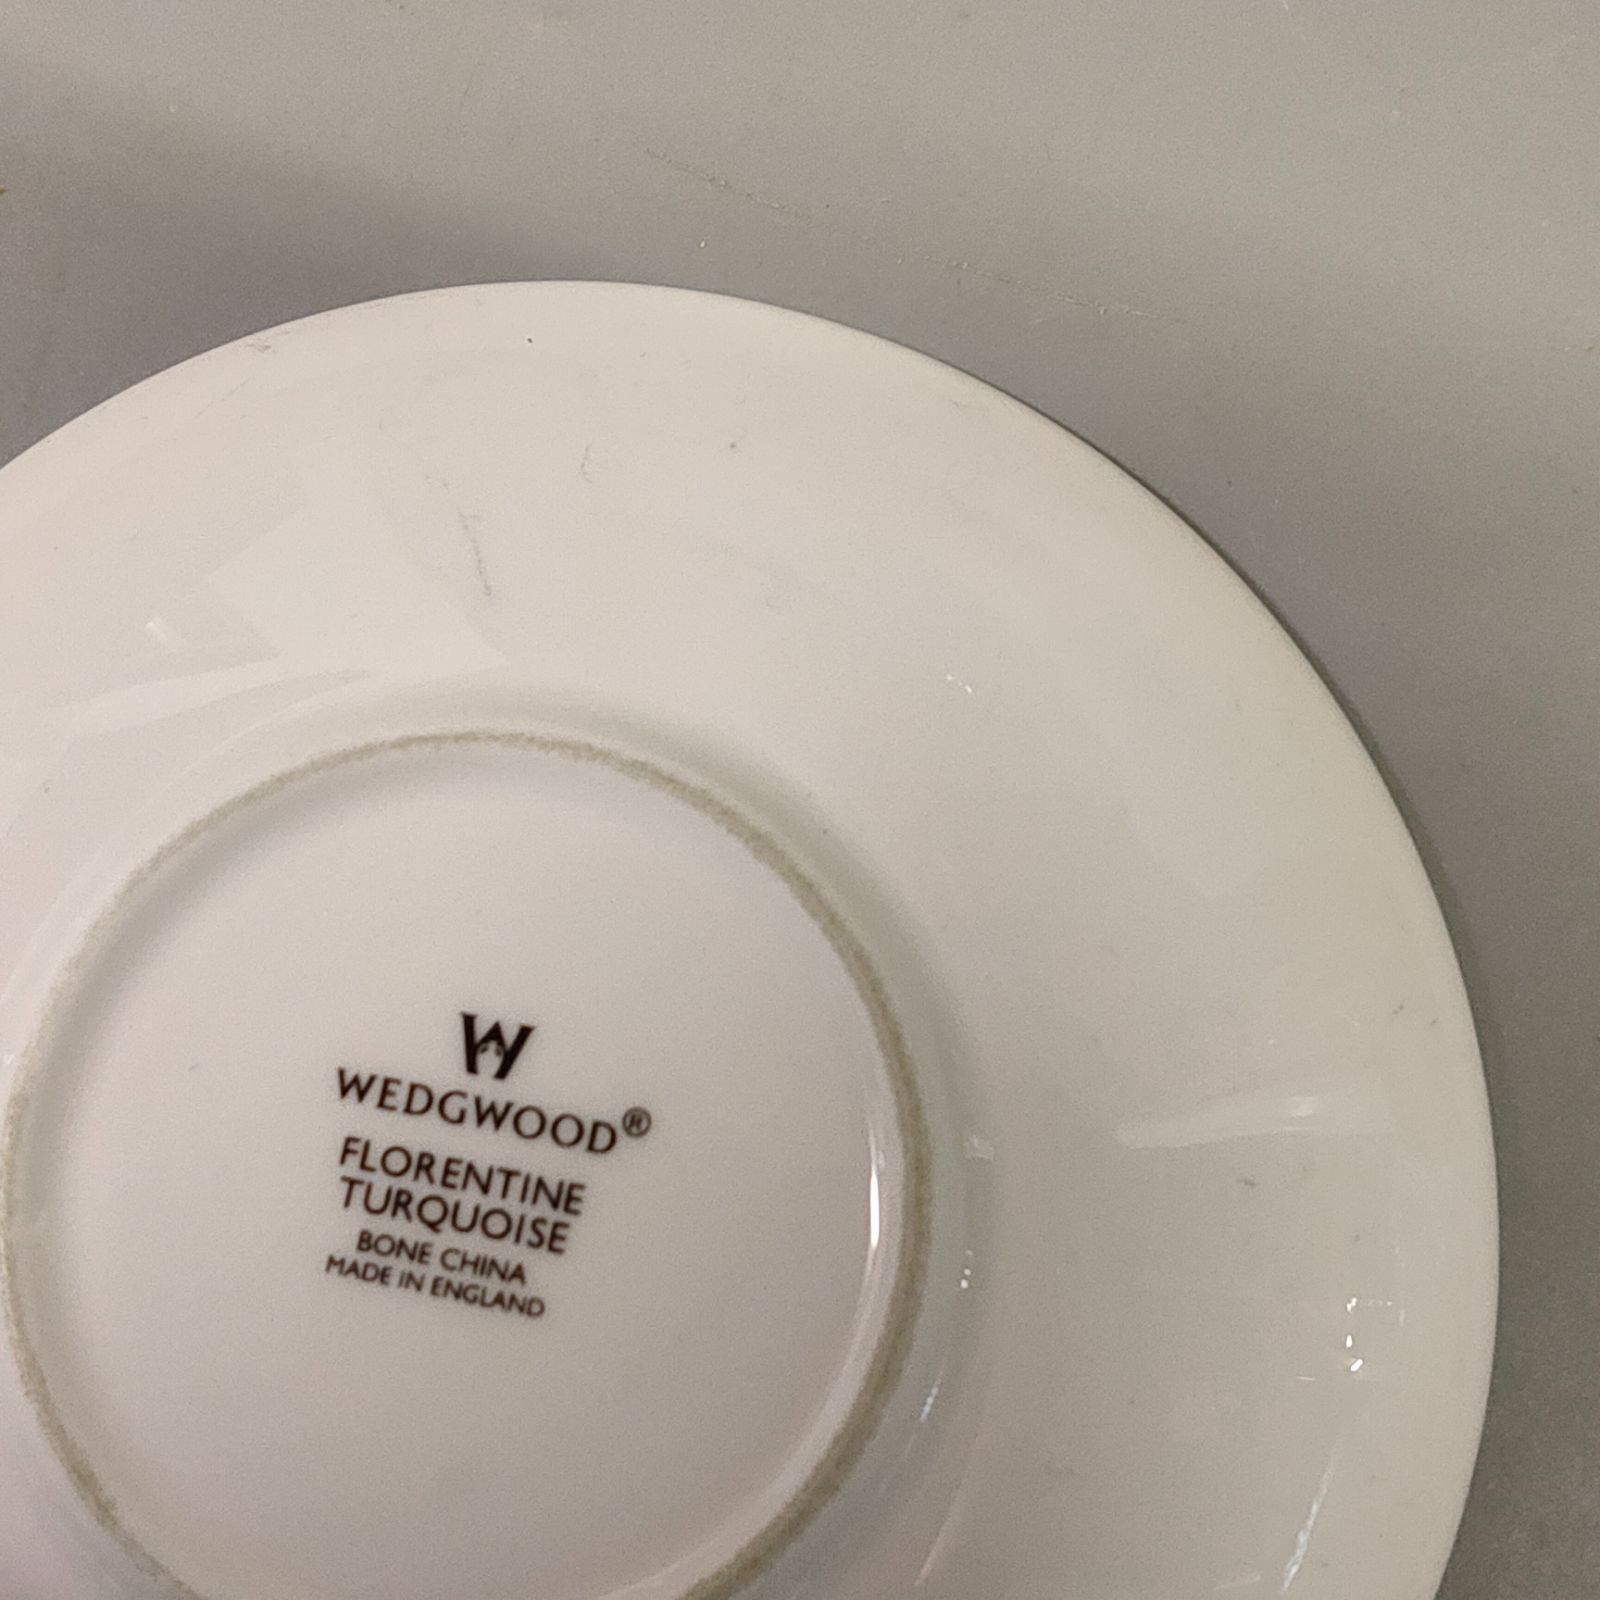 W
WEDGWOOD®
FLORENTINE
TURQUOISE
BONE CHINA
MADE IN ENGLAND